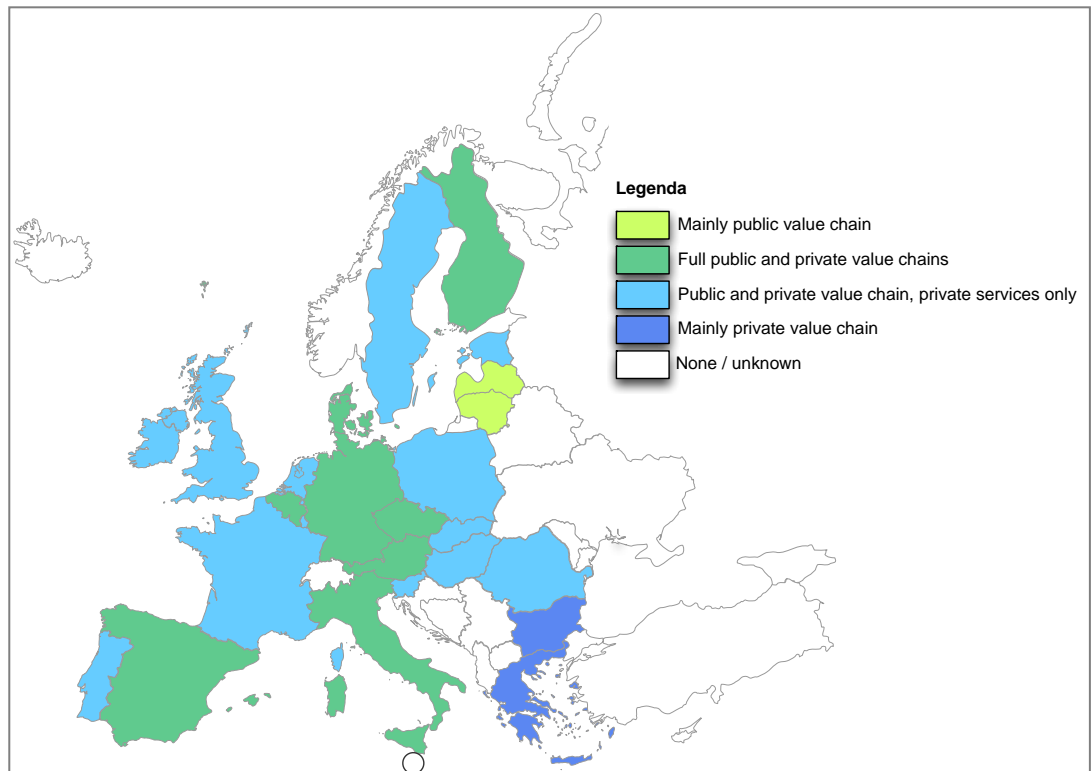 Legenda
Mainly public value chain
Full public and private value chains
Public and private value chain, private services only
Mainly private value chain
None / unknown